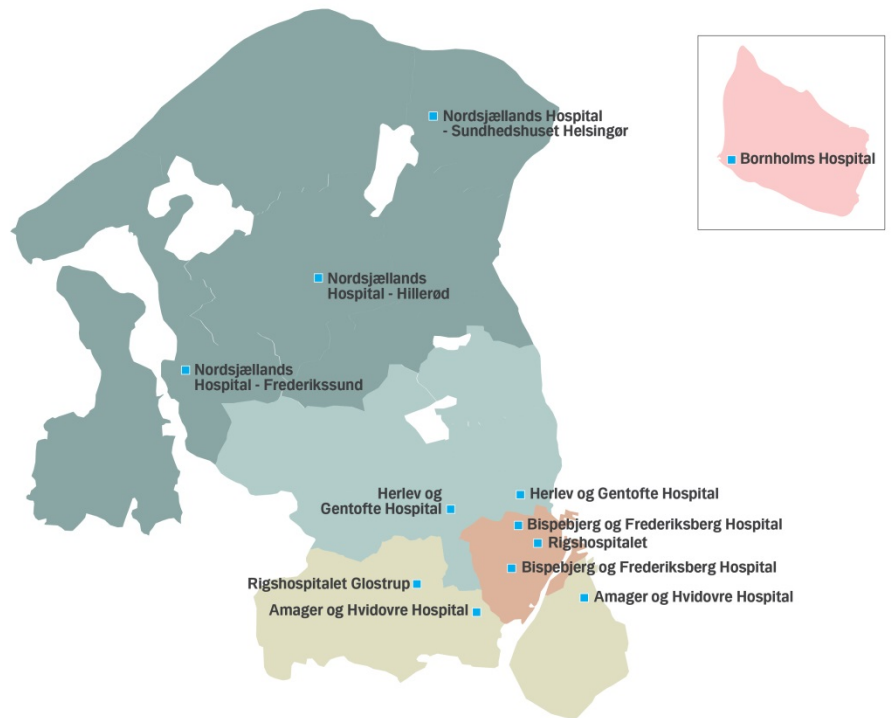 Nordsjællands Hospital
- Sundhedshuset Helsingør
Bornholms Hospital
Nordsjællands
Hospital - Hillerød
Nordsjællands
Hospital - Frederikssund
Herlev og
Gentofte Hospital
Herlev og Gentofte Hospital
Bispebjerg og Frederiksberg Hospital
Rigshospitalet
Bispebjerg og Frederiksberg Hospital
Rigshospitalet Glostrup
Amager og Hvidovre Hospital
Amager og Hvidovre Hospital